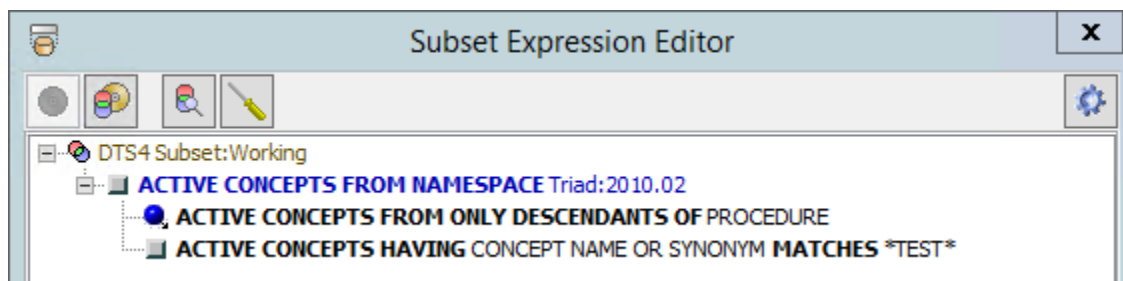 Subset Expression Editor
x
DTS4 Subset:Working
ACTIVE CONCEPTS FROM NAMESPACE Triad:2010.02
ACTIVE CONCEPTS FROM ONLY DESCENDANTS OF PROCEDURE
ACTIVE CONCEPTS HAVING CONCEPT NAME OR SYNONYM MATCHES *TEST*